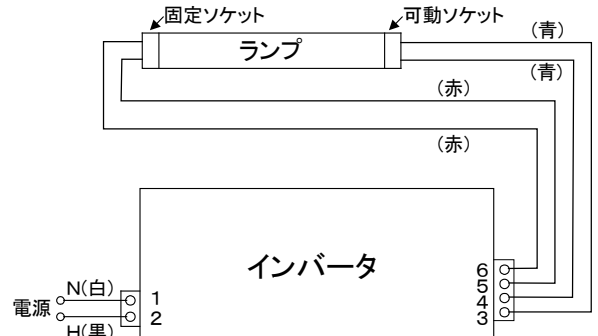 固定ソケット
可動ソケット
ランプ
(青)
(青)
(赤)
(赤)
インバータ
6
5
4
3
電源
N(白)
H(黒)
1
2